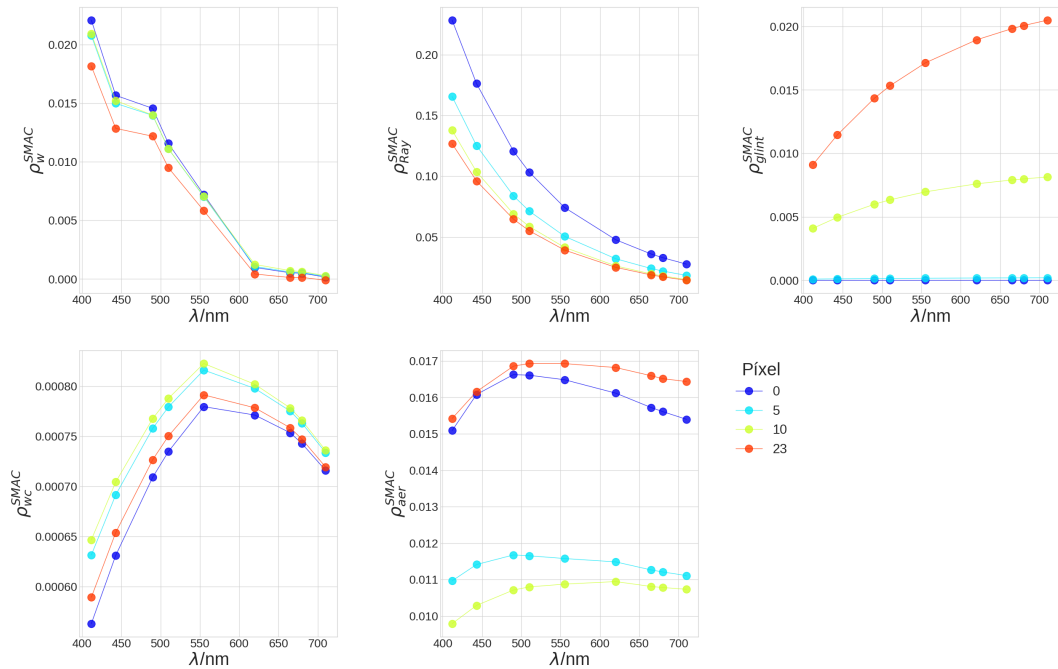 ρ_w^SMAC
0.020
0.015
0.010
0.005
0.000
400 450 500 550 600 650 700
λ/nm
ρ_Ray^SMAC
0.20
0.15
0.10
0.05
400 450 500 550 600 650 700
λ/nm
ρ_glint^SMAC
0.020
0.015
0.010
0.005
0.000
400 450 500 550 600 650 700
λ/nm
ρ_wc^SMAC
0.00080
0.00075
0.00070
0.00065
0.00060
400 450 500 550 600 650 700
λ/nm
ρ_aer^SMAC
0.017
0.016
0.015
0.014
0.013
0.012
0.011
0.010
400 450 500 550 600 650 700
λ/nm
Píxel
0
5
10
23